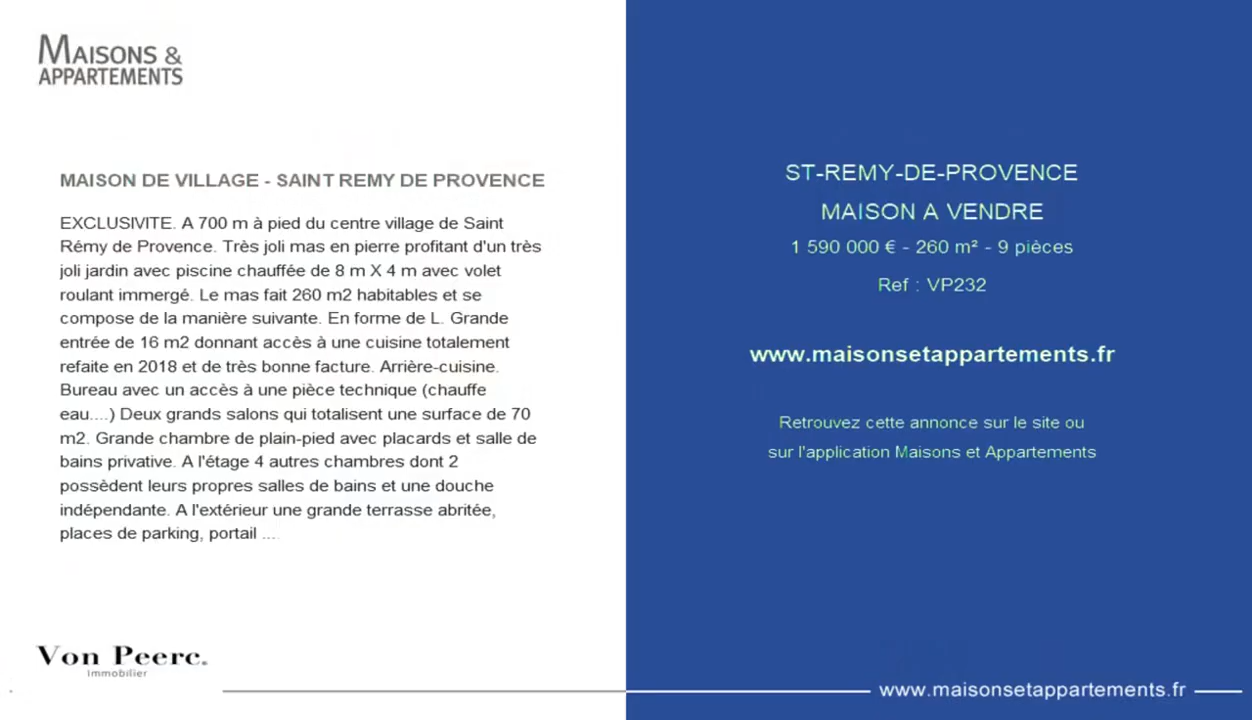 MAISONS &
APPARTEMENTS
MAISON DE VILLAGE - SAINT REMY DE PROVENCE
EXCLUSIVITE. A 700 m à pied du centre village de Saint
Rémy de Provence. Très joli mas en pierre profitant d'un très
joli jardin avec piscine chauffée de 8 m X 4 m avec volet
roulant immergé. Le mas fait 260 m2 habitables et se
compose de la manière suivante. En forme de L. Grande
entrée de 16 m2 donnant accès à une cuisine totalement
refaite en 2018 et de très bonne facture. Arrière-cuisine.
Bureau avec un accès à une pièce technique (chauffe
eau....) Deux grands salons qui totalisent une surface de 70
m2. Grande chambre de plain-pied avec placards et salle de
bains privative. A l'étage 4 autres chambres dont 2
possèdent leurs propres salles de bains et une douche
indépendante. A l'extérieur une grande terrasse abritée,
places de parking, portail ....
Von Peerc.
Immobilier
ST-REMY-DE-PROVENCE
MAISON A VENDRE
1 590 000 € - 260 m² - 9 pièces
Ref : VP232
www.maisonsetappartements.fr
Retrouvez cette annonce sur le site ou
sur l'application Maisons et Appartements
www.maisonsetappartements.fr